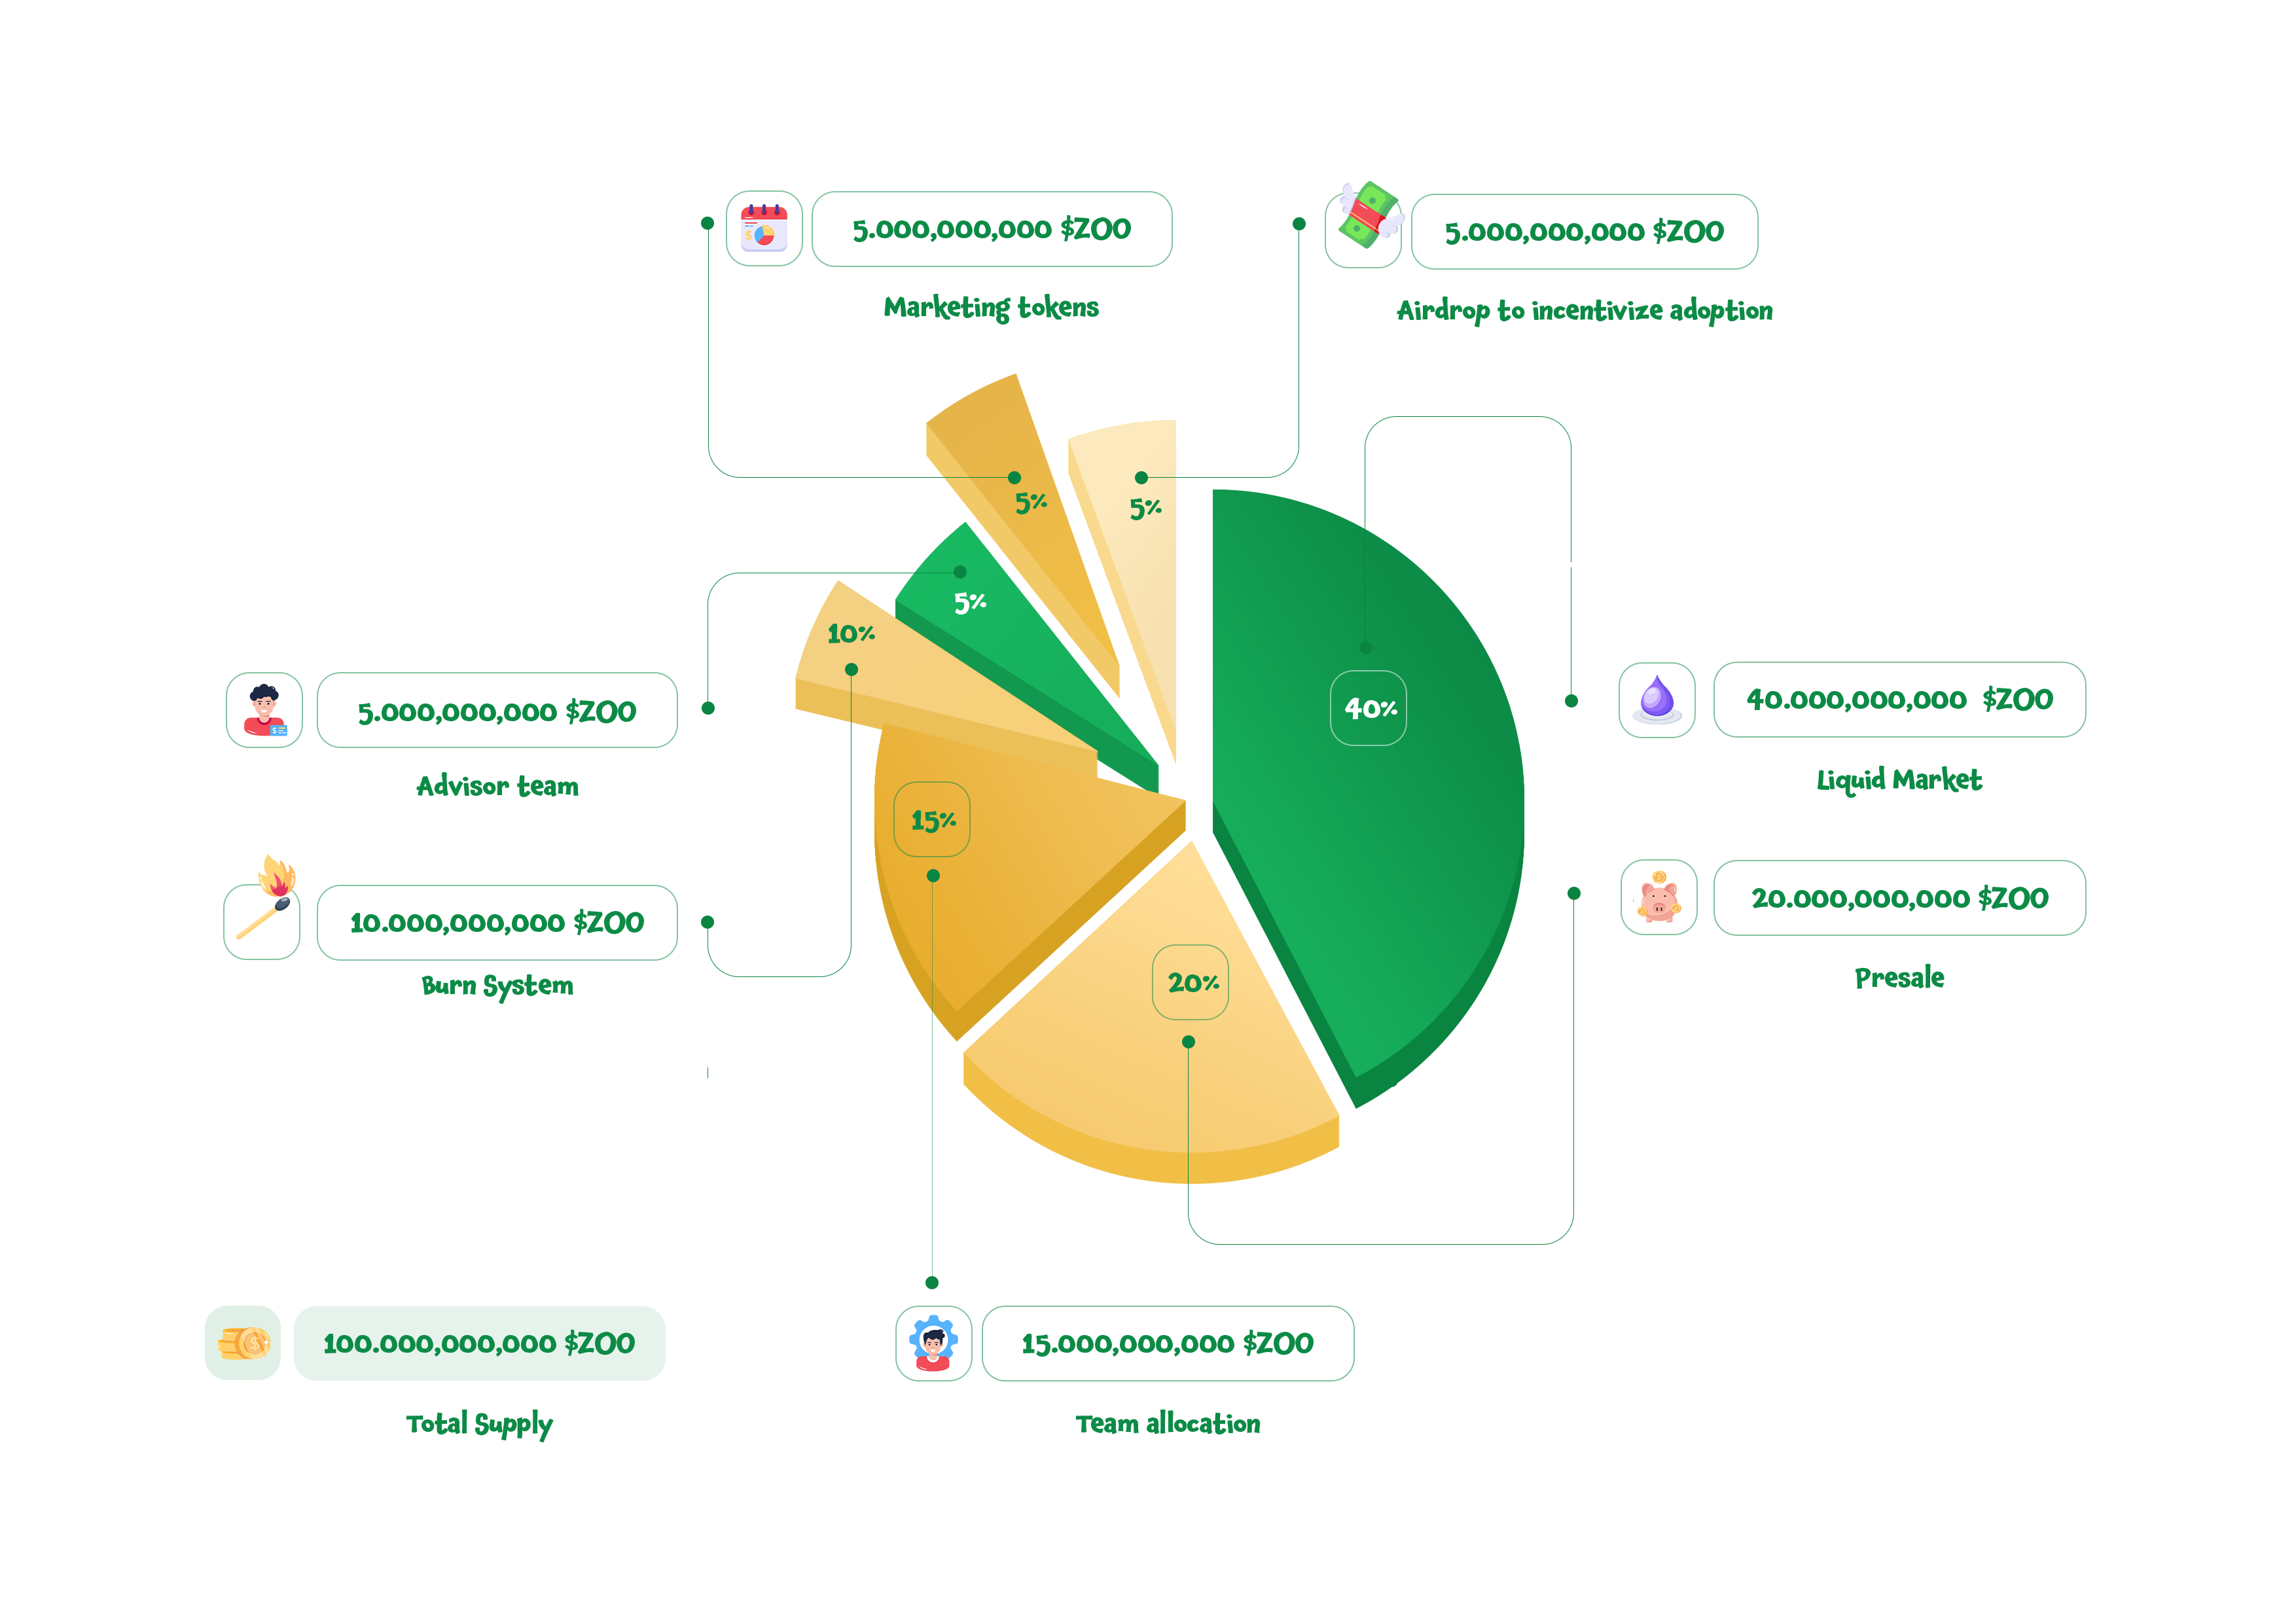 5.000,000,000 $ZOO
Marketing tokens
5.000,000,000 $ZOO
Airdrop to incentivize adoption
5%
5%
5%
10%
40%
15%
20%
5.000,000,000 $ZOO
Advisor team
10.000,000,000 $ZOO
Burn System
40.000,000,000 $ZOO
Liquid Market
20.000,000,000 $ZOO
Presale
100.000,000,000 $ZOO
Total Supply
15.000,000,000 $ZOO
Team allocation